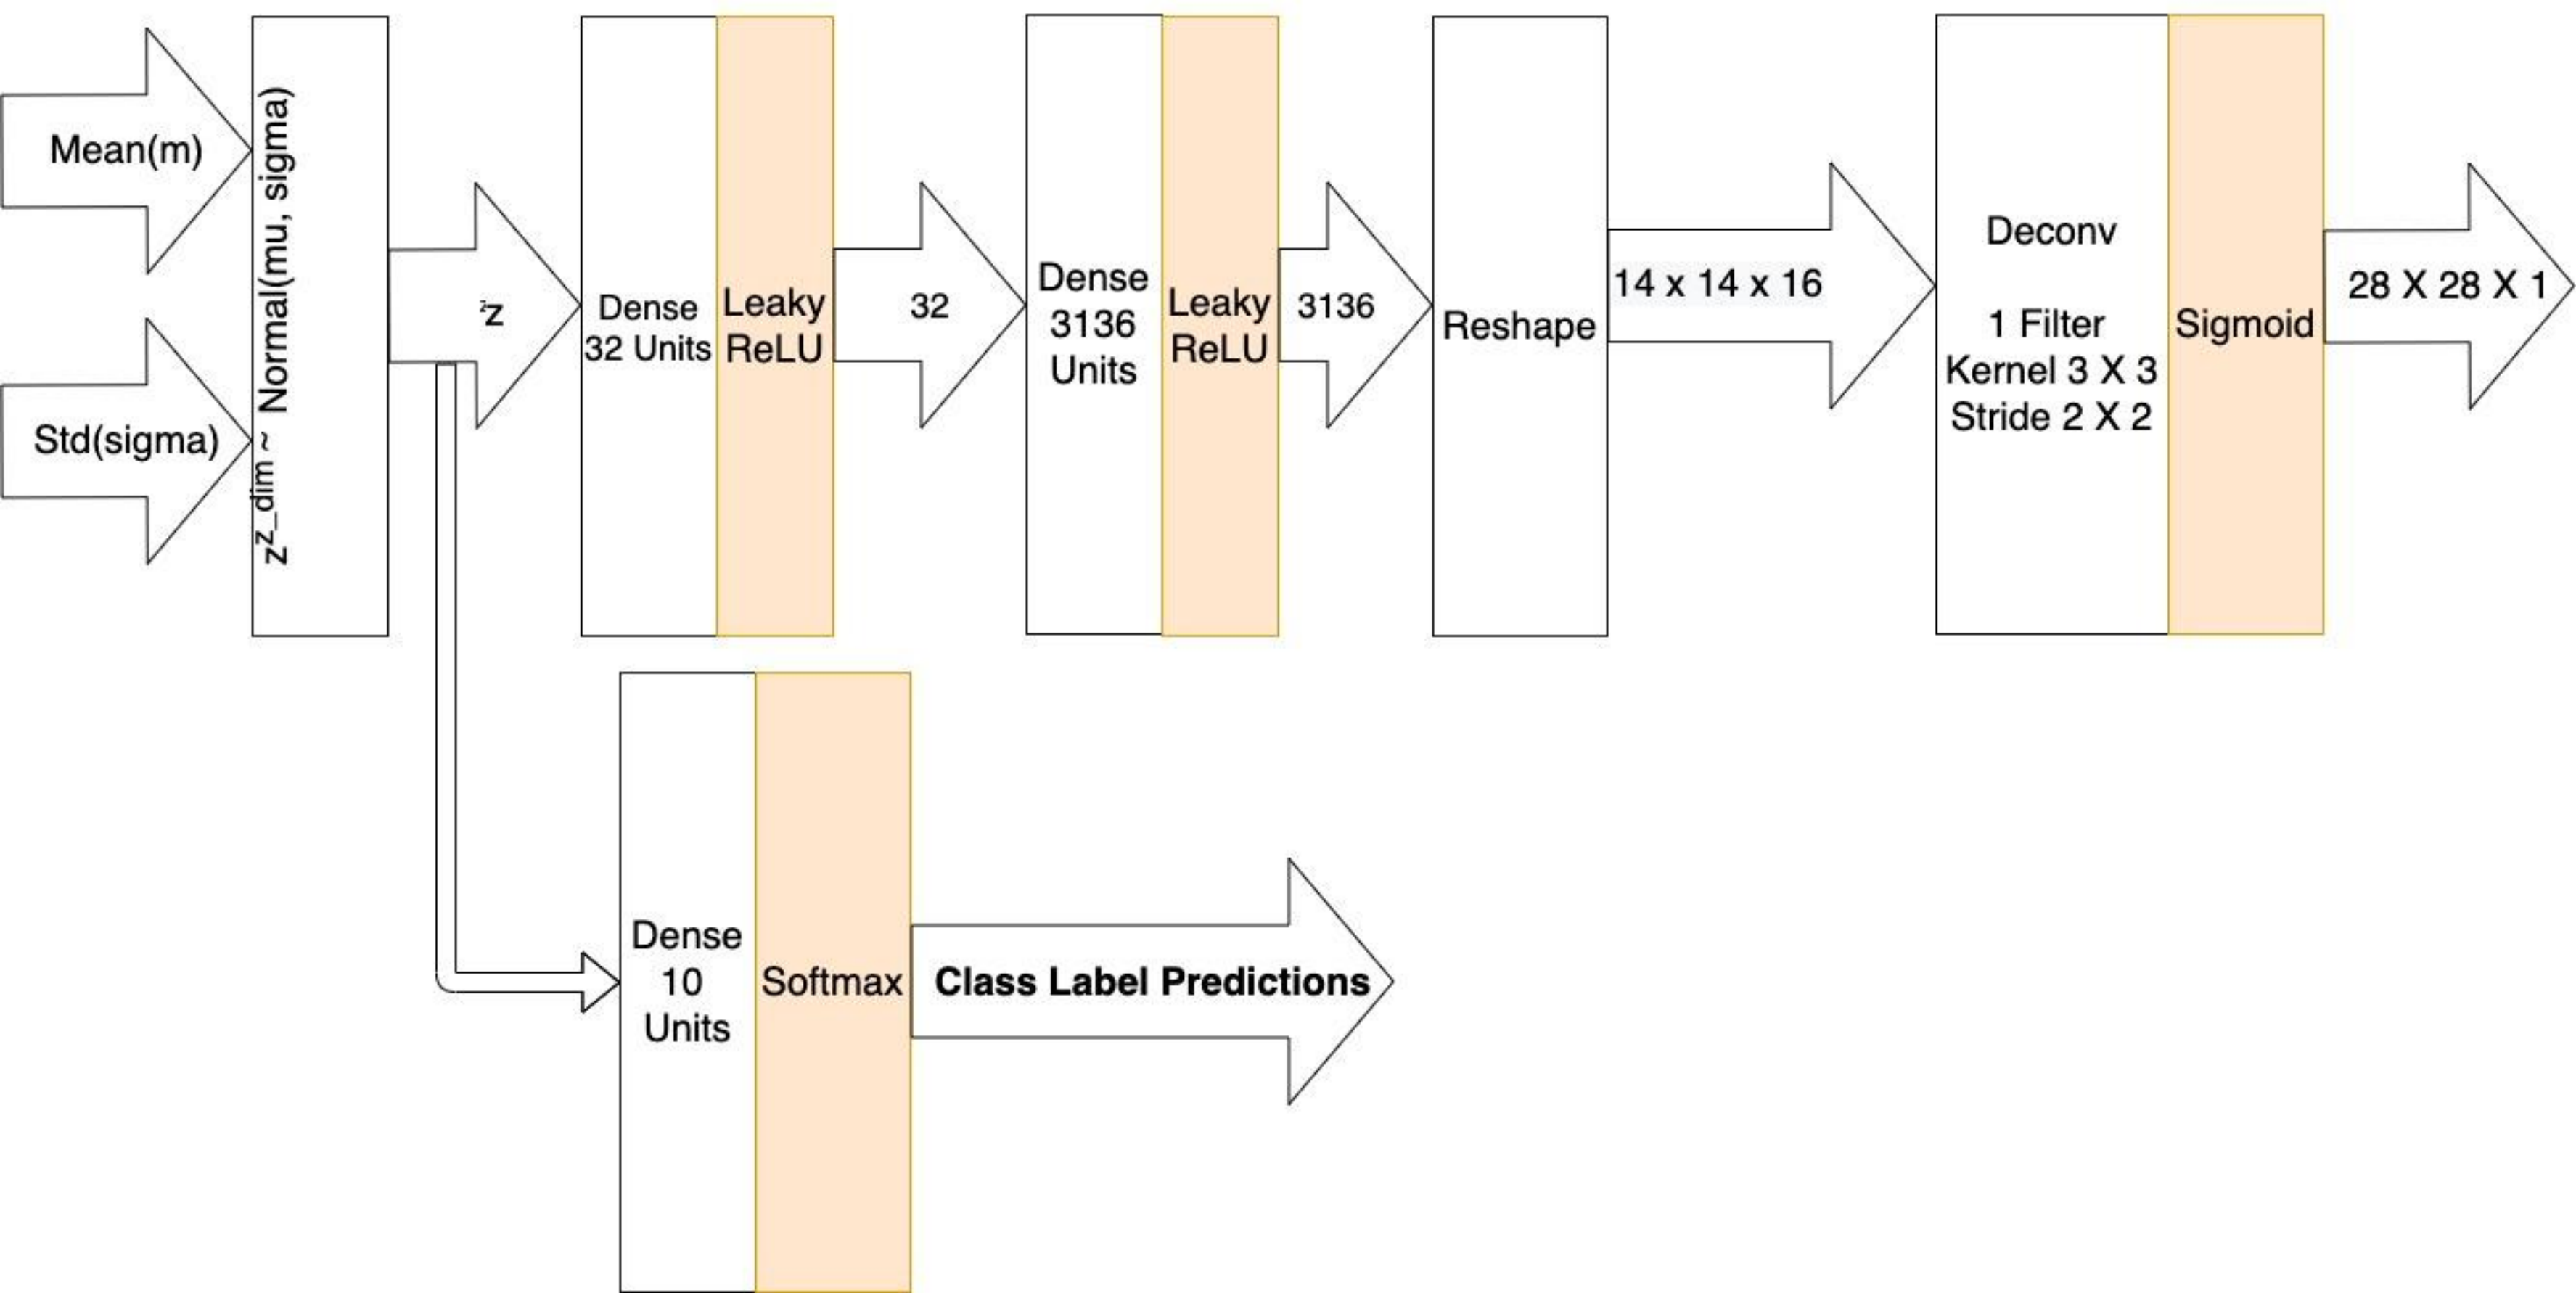 Mean(m)
Std(sigma)
z^z_dim ~ Normal(mu, sigma)
z
Dense
32 Units
Leaky
ReLU
32
Dense
3136
Units
Leaky
ReLU
3136
Reshape
14 x 14 x 16
Deconv
1 Filter
Kernel 3 X 3
Stride 2 X 2
Sigmoid
28 X 28 X 1
Dense
10
Units
Softmax
Class Label Predictions